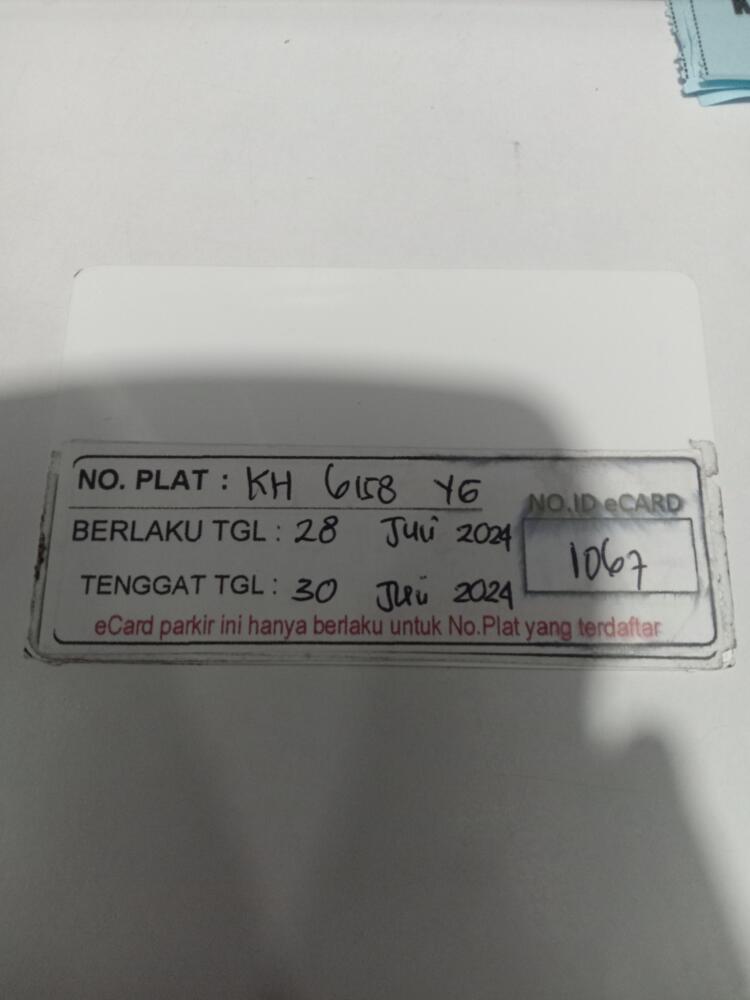 NO. PLAT : KH 6158 YG
NO.ID eCARD
BERLAKU TGL : 28 Juli 2024
1067
TENGGAT TGL : 30 Juli 2024
eCard parkir ini hanya berlaku untuk No.Plat yang terdaftar